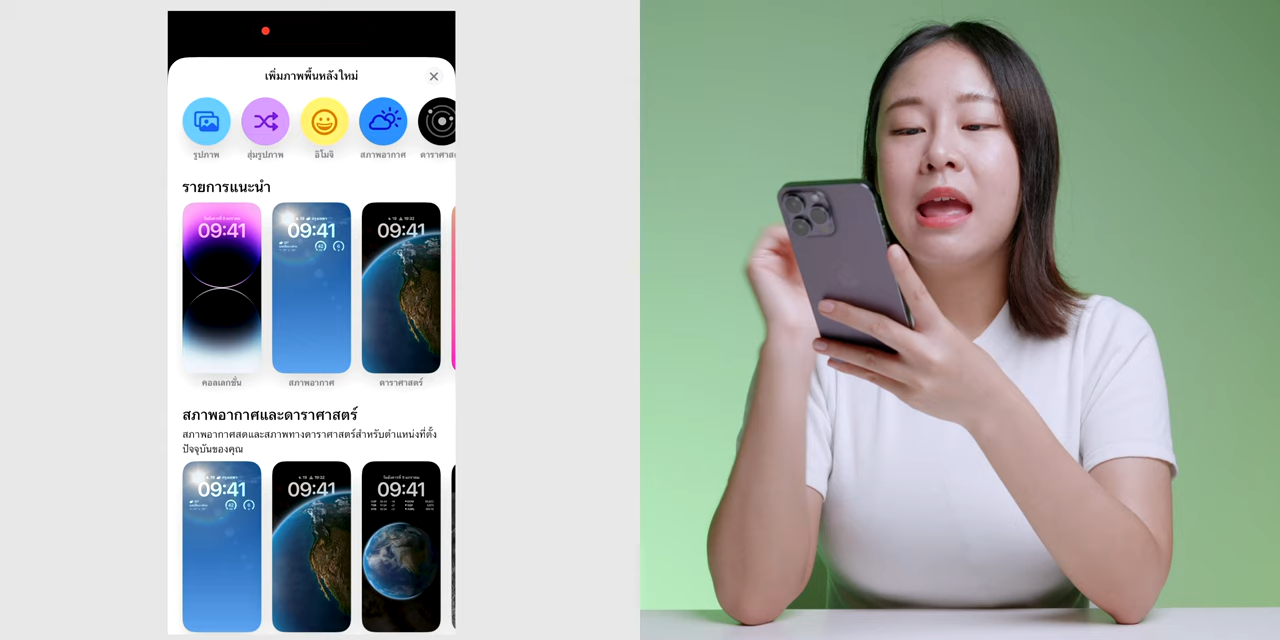 เพิ่มภาพพื้นหลังใหม่
รูปภาพ
สุ่มรูปภาพ
อิโมจิ
สภาพอากาศ
รายการแนะนำ
09:41
09:41
09:41
คอลเลกชั่น
สภาพอากาศ
ดาราศาสตร์
สภาพอากาศและดาราศาสตร์
สภาพอากาศสดและสภาพทางดาราศาสตร์สำหรับตำแหน่งที่ตั้ง
ปัจจุบันของคุณ
09:41
09:41
09:41